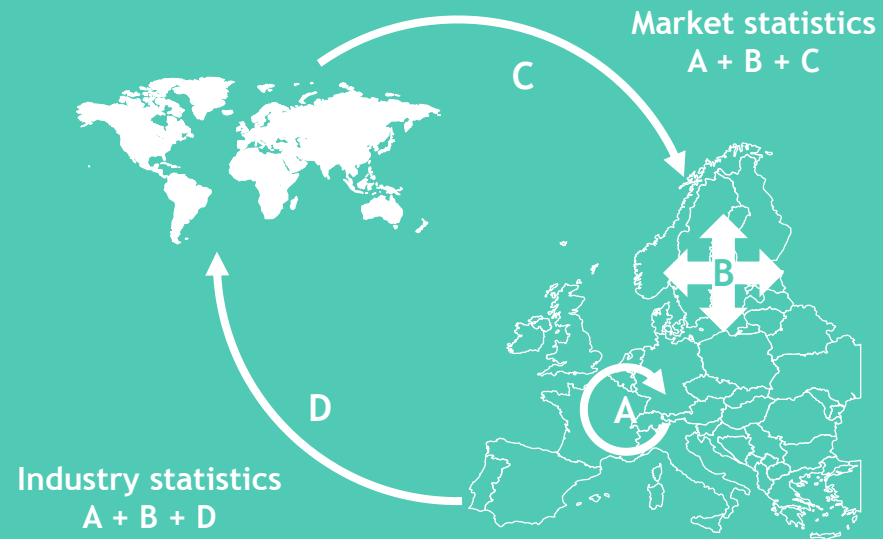 Market statistics
A + B + C
C
B
A
D
Industry statistics
A + B + D